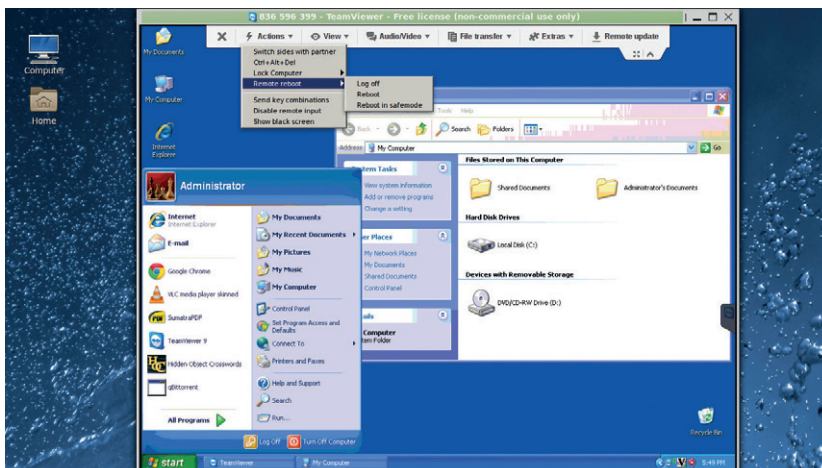 836 596 399 - TeamViewer - Free license (non-commercial use only)
Actions View Audio/Video File transfer Extras Remote update
Computer
Home
My Documents
My Computer
Internet
Explorer
Switch sides with partner
Ctrl+Alt+Del
Lock Computer
Remote reboot
Send key combinations
Disable remote input
Show black screen
Log off
Reboot
Reboot in safemode
Tools Help
Back Search Folders
Address My Computer Go
System Tasks
View system information
Add or remove programs
Change a setting
er Places
My Network Places
My Documents
Shared Documents
Control Panel
ails
Computer
tem Folder
Files Stored on This Computer
Shared Documents Administrator's Documents
Hard Disk Drives
Local Disk (C:)
Devices with Removable Storage
DVD/CD-RW Drive (D:)
Administrator
Internet
Internet Explorer
E-mail
Google Chrome
VLC media player skinned
SumatraPDF
TeamViewer 9
Hidden Object Crosswords
qBittorrent
All Programs
My Documents
My Recent Documents
My Pictures
My Music
My Computer
Control Panel
Set Program Access and
Defaults
Connect To
Printers and Faxes
Help and Support
Search
Run...
Log Off Turn Off Computer
Recycle Bin
start TeamViewer My Computer 5:49 PM